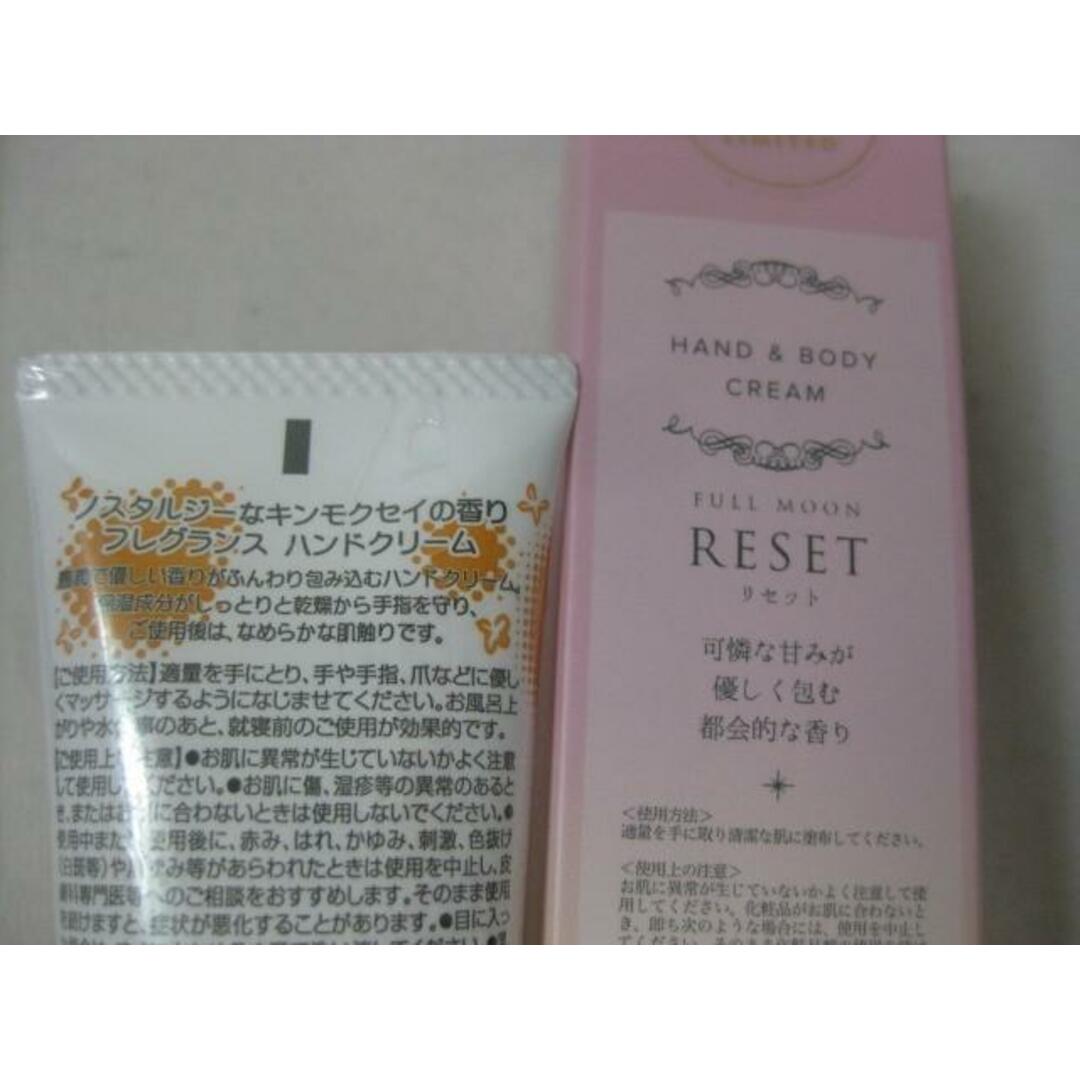 ノスタルジーなキンモクセイの香り
フレグランス ハンドクリーム
で優しい香りがふんわり包み込むハンドクリーム。
保湿成分がしっとりと乾燥から手指を守り、
ご使用後は、なめらかな肌触りです。
【ご使用方法】適量を手にとり、手や手指、爪などに優し
くマッサージするようになじませてください。お風呂上
がりや水仕事のあと、就寝前のご使用が効果的です。
【ご使用上の注意】●お肌に異常が生じていないかよく注意
して使用してください。●お肌に傷、湿疹等の異常のあると
き、またはお肌に合わないときは使用しないでください。●
使用中または使用後に、赤み、はれ、かゆみ、刺激、色抜け
(白斑等)や黒ずみ等があらわれたときは使用を中止し、皮
膚科専門医等へのご相談をおすすめします。そのまま使用
を続けますと、症状が悪化することがあります。●目に入っ
LIMITED
HAND & BODY
CREAM
FULL MOON
RESET
リセット
可憐な甘みが
優しく包む
都会的な香り
＜使用方法＞
適量を手に取り清潔な肌に塗布してください。
＜使用上の注意＞
お肌に異常が生じていないかよく注意して使
用してください。化粧品がお肌に合わないと
き、即ち次のような場合には、使用を中止し
てください。そのまま化粧品類の使用を続け